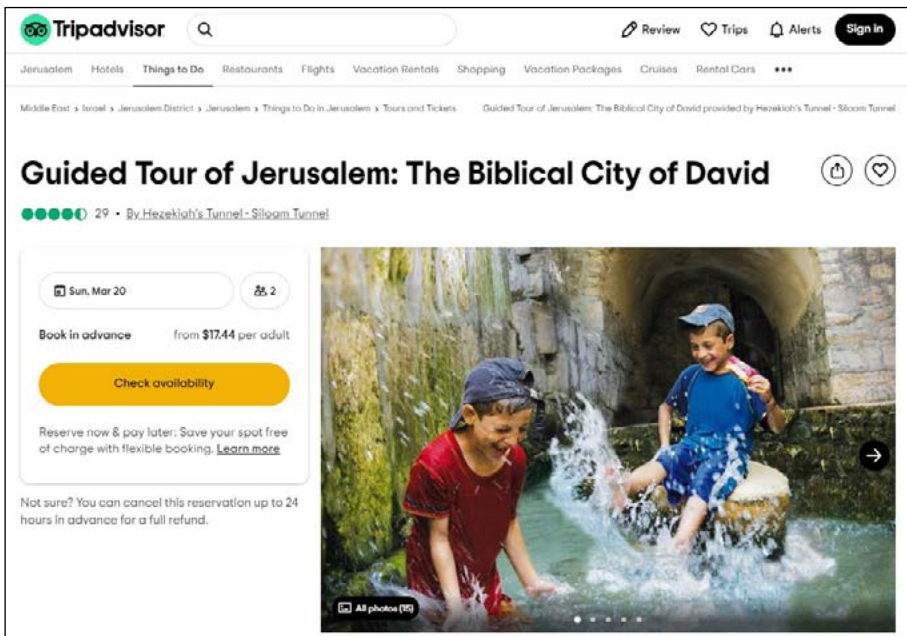 Tripadvisor
Review
Trips
Alerts
Sign in
Jerusalem Hotels Things to Do Restaurants Flights Vacation Rentals Shopping Vacation Packages Cruises Rental Cars •••
Middle East > Israel > Jerusalem District > Jerusalem > Things to Do in Jerusalem > Tours and Tickets
Guided Tour of Jerusalem: The Biblical City of David provided by Hezekiah's Tunnel - Siloam Tunnel
Guided Tour of Jerusalem: The Biblical City of David
29 • By Hezekiah's Tunnel - Siloam Tunnel
Sun, Mar 20
2
Book in advance from $17.44 per adult
Check availability
Reserve now & pay later: Save your spot free
of charge with flexible booking. Learn more
Not sure? You can cancel this reservation up to 24
hours in advance for a full refund.
All photos (15)